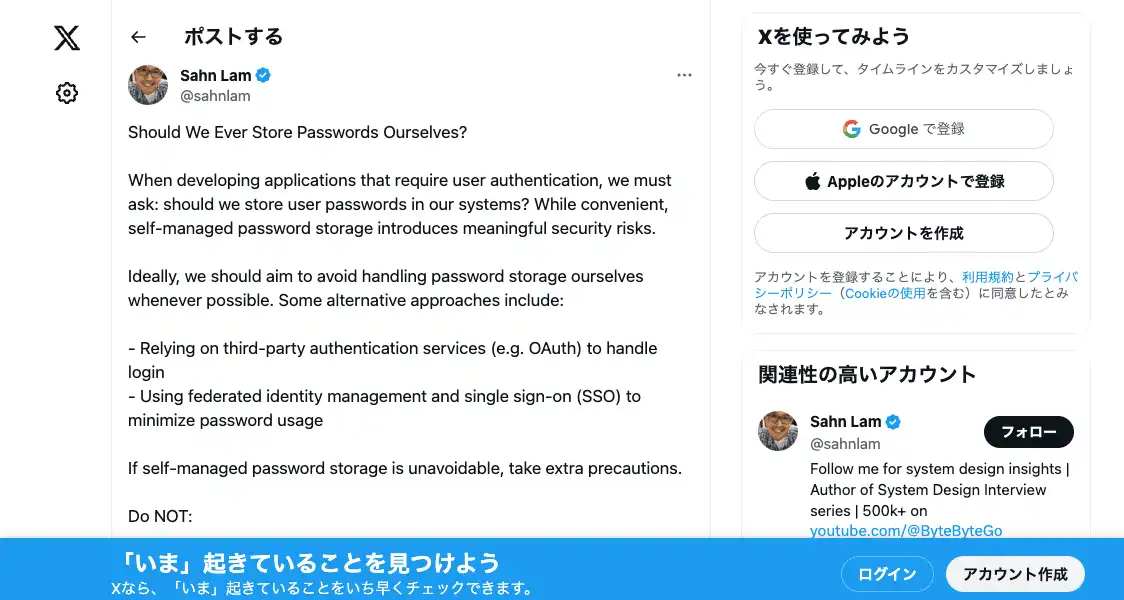 ポストする
Sahn Lam
@sahnlam
Should We Ever Store Passwords Ourselves?
When developing applications that require user authentication, we must
ask: should we store user passwords in our systems? While convenient,
self-managed password storage introduces meaningful security risks.
Ideally, we should aim to avoid handling password storage ourselves
whenever possible. Some alternative approaches include:
- Relying on third-party authentication services (e.g. OAuth) to handle
login
- Using federated identity management and single sign-on (SSO) to
minimize password usage
If self-managed password storage is unavoidable, take extra precautions.
Do NOT:
Xを使ってみよう
今すぐ登録して、タイムラインをカスタマイズしましょ
う。
Google で登録
Appleのアカウントで登録
アカウントを作成
アカウントを登録することにより、利用規約とプライバ
シーポリシー（Cookieの使用を含む）に同意したとみ
なされます。
関連性の高いアカウント
Sahn Lam
@sahnlam
フォロー
Follow me for system design insights |
Author of System Design Interview
series | 500k+ on
youtube.com/@ByteByteGo
「いま」起きていることを見つけよう
Xなら、「いま」起きていることをいち早くチェックできます。
ログイン
アカウント作成